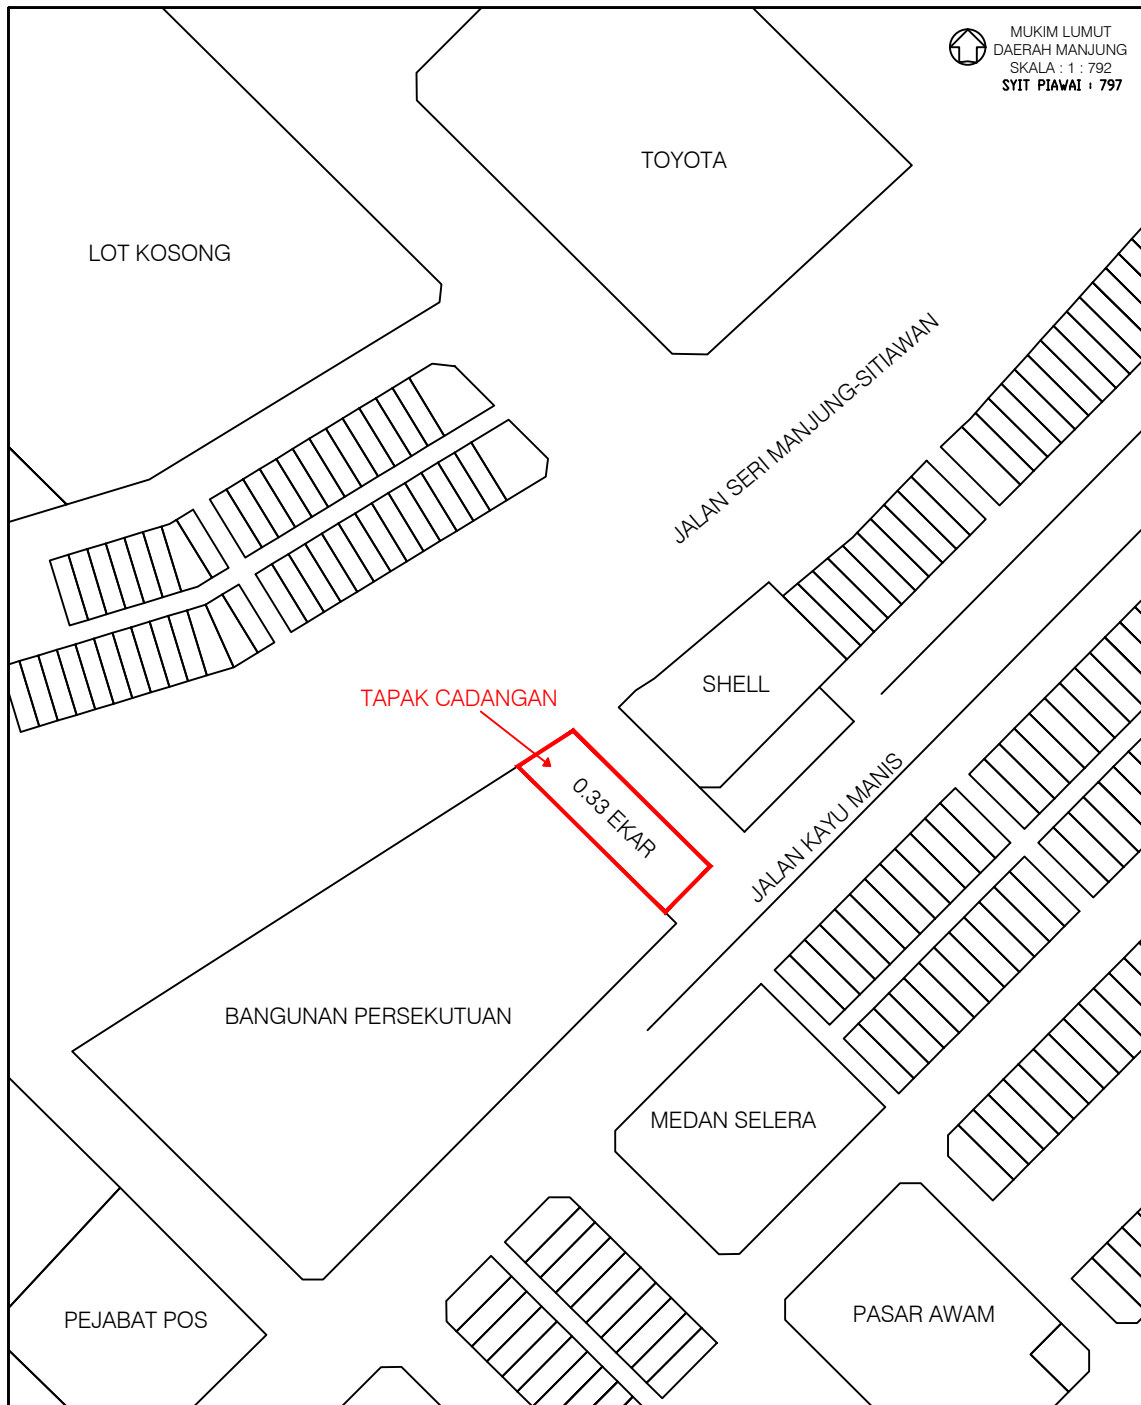 MUKIM LUMUT
DAERAH MANJUNG
SKALA : 1 : 792
SYIT PIAWAI : 797
TOYOTA
LOT KOSONG
JALAN SERI MANJUNG-SITIAWAN
SHELL
TAPAK CADANGAN
0.33 EKAR
JALAN KAYU MANIS
BANGUNAN PERSEKUTUAN
MEDAN SELERA
PEJABAT POS
PASAR AWAM